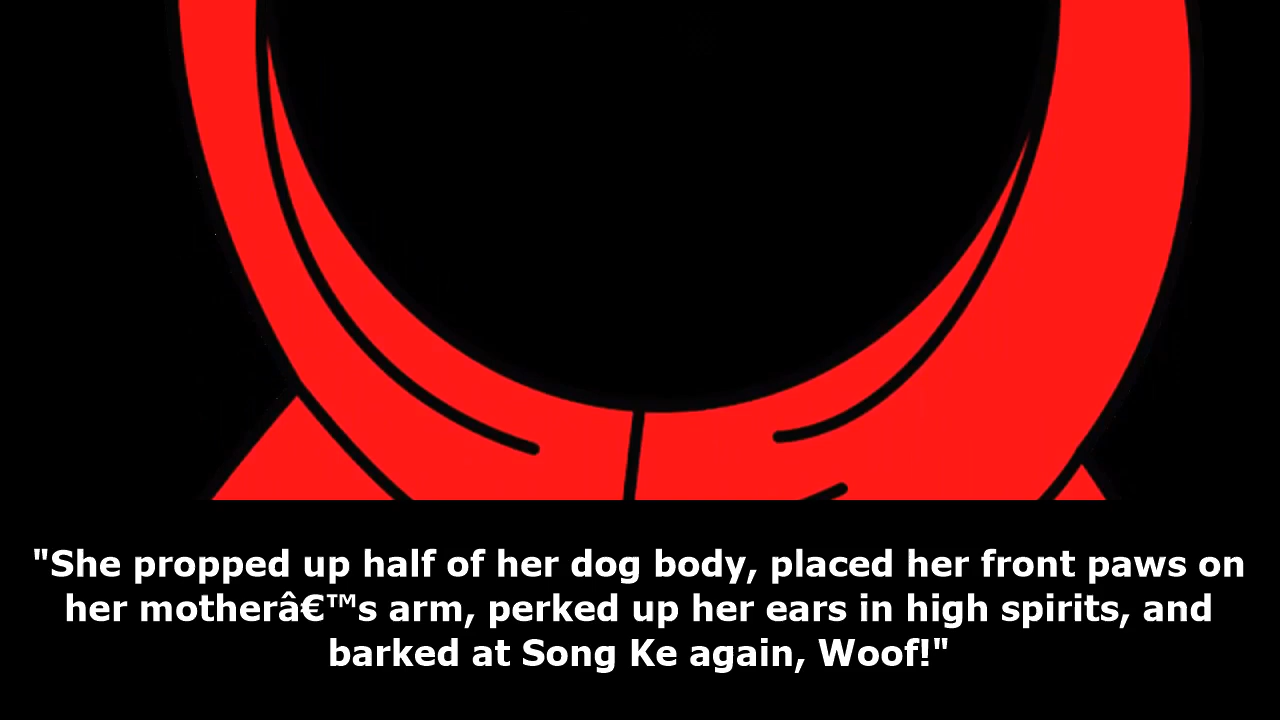 "She propped up half of her dog body, placed her front paws on
her motherâ€™s arm, perked up her ears in high spirits, and
barked at Song Ke again, Woof!"